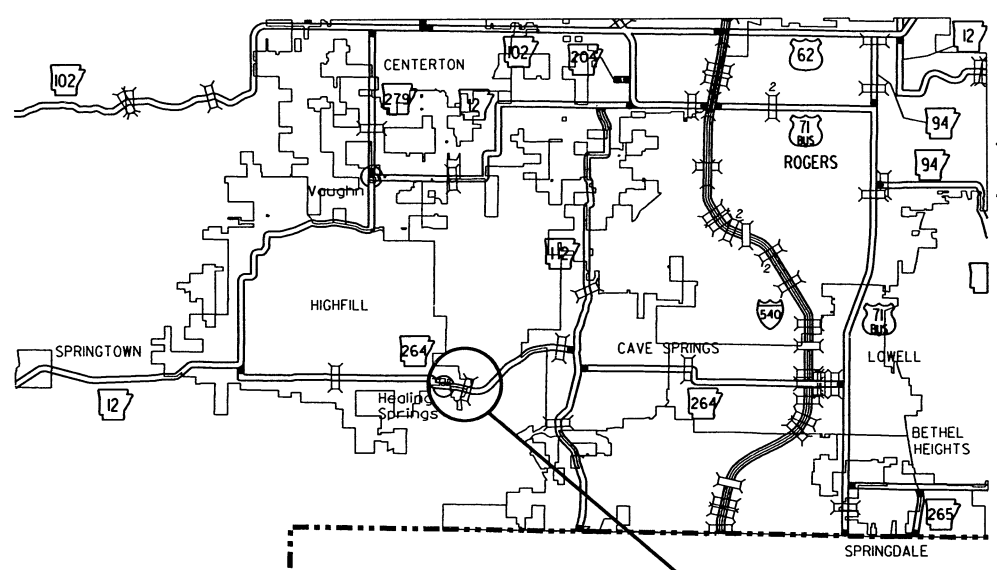 102
12
62
CENTERTON
102
204
279
12
2
94
71
BUS
94
ROGERS
Vaughn
2
112
2
HIGHFILL
540
71
BUS
264
SPRINGTOWN
CAVE SPRINGS
LOWELL
12
Healing
Springs
264
BETHEL
HEIGHTS
265
SPRINGDALE